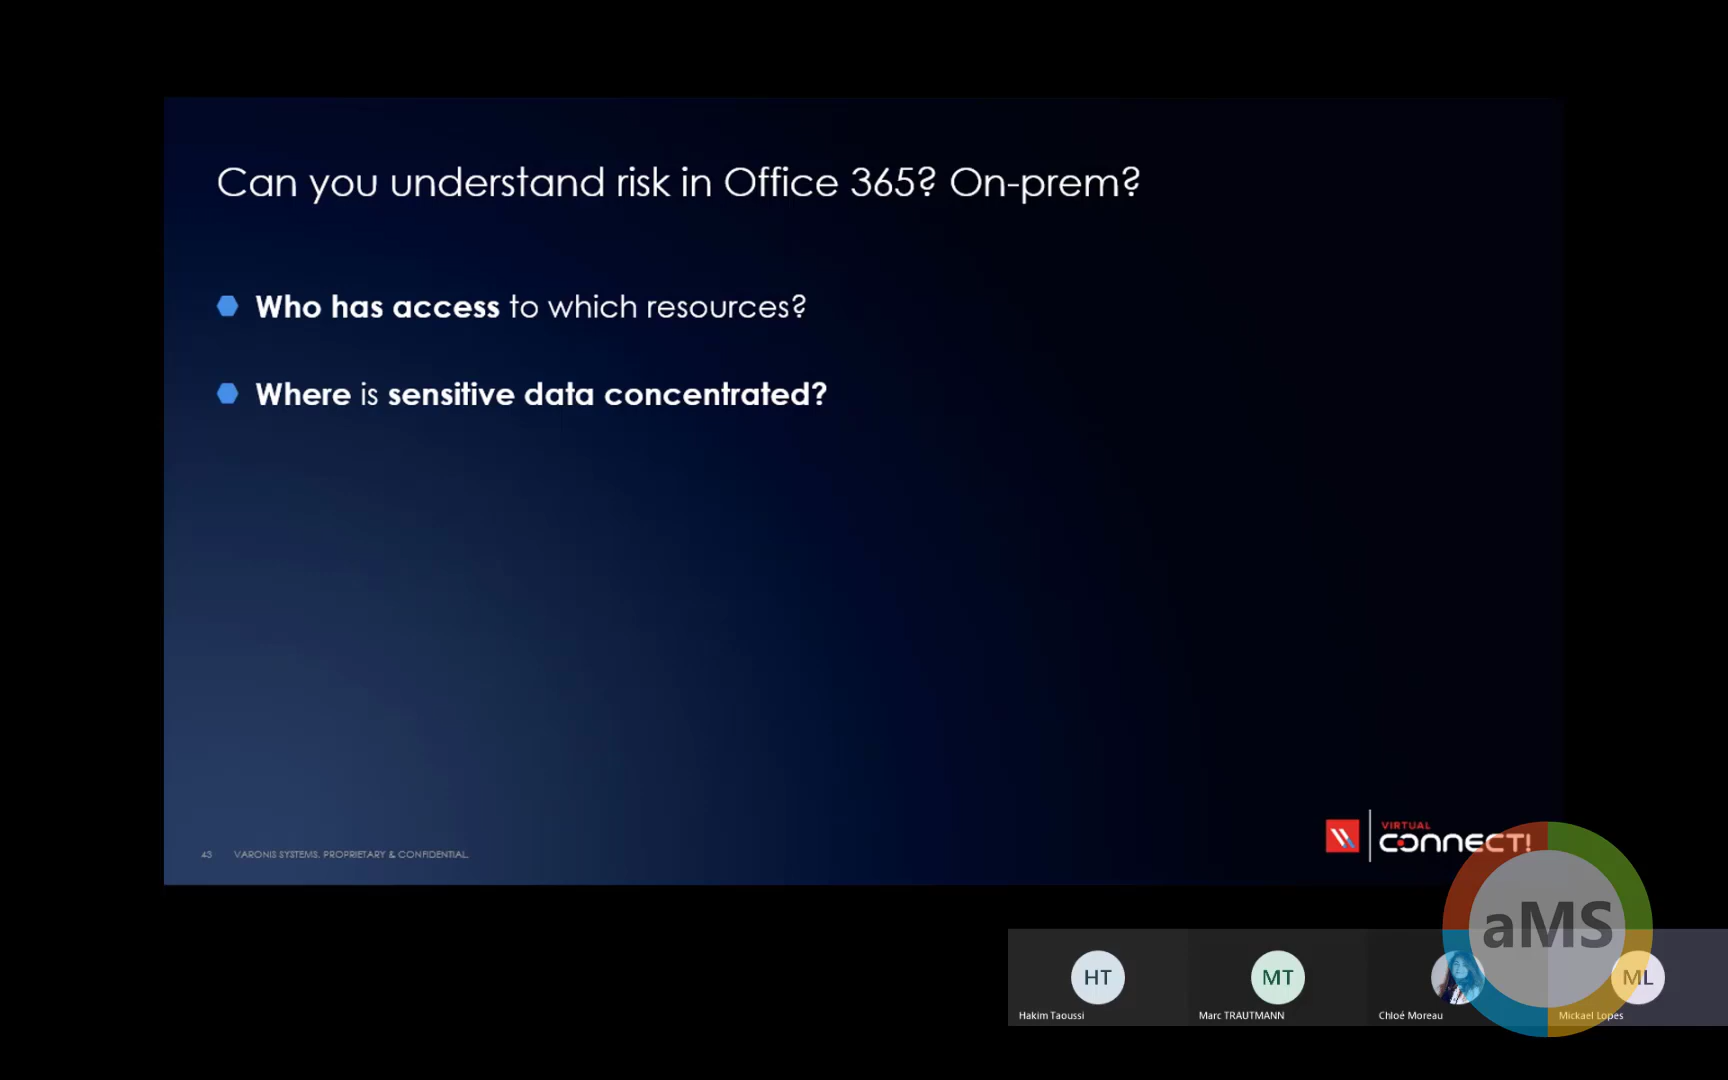 Can you understand risk in Office 365? On-prem?
Who has access to which resources?
Where is sensitive data concentrated?
43 VARONIS SYSTEMS. PROPRIETARY & CONFIDENTIAL.
VIRTUAL
CONNECT!
aMS
HT
MT
ML
Hakim Taoussi
Marc TRAUTMANN
Chloé Moreau
Mickael Lopes